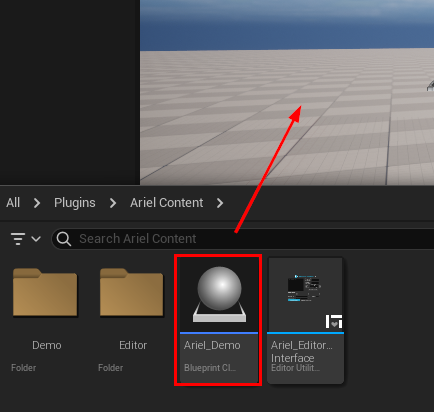 All > Plugins > Ariel Content >
Search Ariel Content
Demo
Folder
Editor
Folder
Ariel_Demo
Blueprint Cl...
Ariel_Editor...
Interface
Editor Utilit...